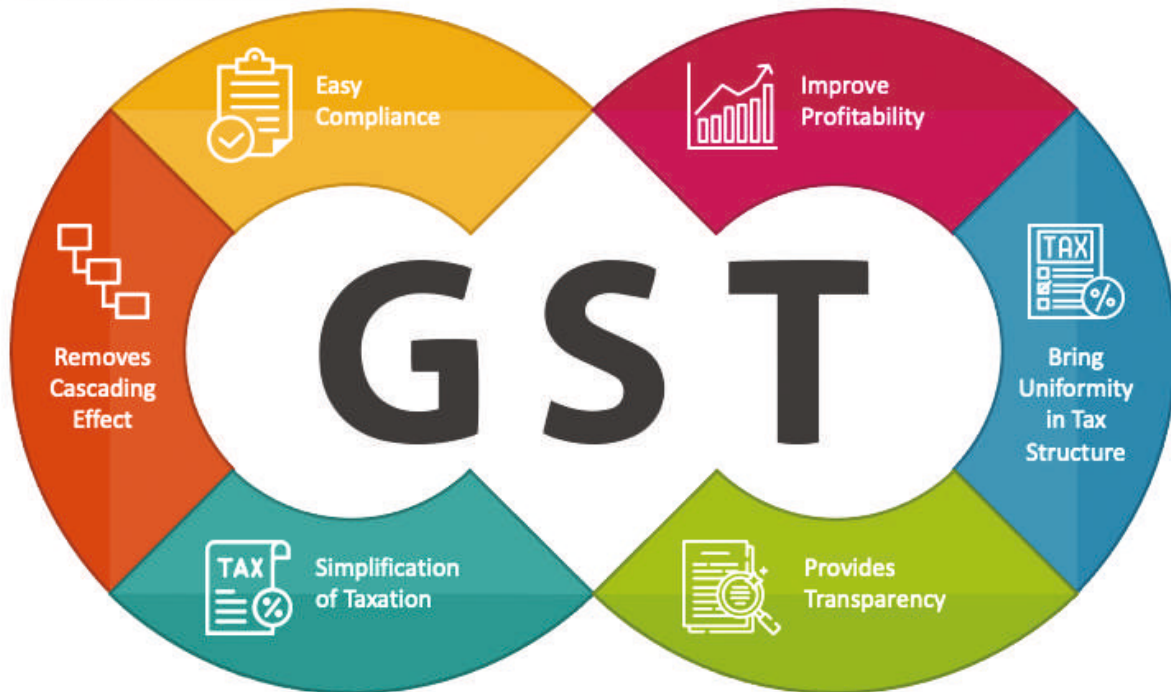 Easy
Compliance
Improve
Profitability
TAX
%
Removes
Cascading
Effect
GST
Bring
Uniformity
in Tax
Structure
TAX
%
Simplification
of Taxation
Provides
Transparency